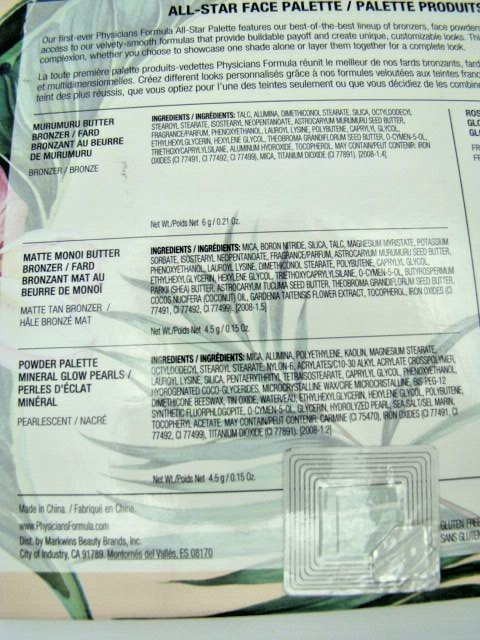 ALL-STAR FACE PALETTE / PALETTE PRODUITS
Our first-ever Physicians Formula All-Star Palette features our best-of-the-best lineup of bronzers, face powders
access to our velvety-smooth formulas that provide buildable payoff and create unique, customizable looks. Thi
complexion, whether you choose to showcase one shade alone or layer them together for a complete look.
La toute première palette produits-vedettes Physicians Formula réunit le meilleur de nos fards bronzants, fard
et multidimensionnelles. Créez different looks personnalisés grâce à nos formules veloutées aux teintes franc
teint des plus réussis, que vous optiez pour l'une des teintes seulement ou que vous décidiez de les combin
MURUMURU BUTTER
BRONZER / FARD
BRONZANT AU BEURRE
DE MURUMURU
BRONZER / BRONZE
INGREDIENTS / INGRÉDIENTS: TALC, ALUMINA, DIMETHICONOL STEARATE, SILICA, OCTYLDODECYL
STEAROYL STEARATE, ISOSTEARYL NEOPENTANOATE, ASTROCARYUM MURUMURU SEED BUTTER,
FRAGRANCE/PARFUM, PHENOXYETHANOL, LAUROYL LYSINE, POLYBUTENE, CAPRYLYL GLYCOL,
ETHYLHEXYLGLYCERIN, HEXYLENE GLYCOL, THEOBROMA GRANDIFLORUM SEED BUTTER, O-CYMEN-5-OL,
TRIETHOXYCAPRYLYLSILANE, ALUMINUM HYDROXIDE, TOCOPHEROL. MAY CONTAIN/PEUT CONTENIR: IRON
OXIDES (CI 77491, CI 77492, CI 77499), MICA, TITANIUM DIOXIDE (CI 77891). [2008-1.4]
Net Wt./Poids Net 6 g / 0.21 Oz.
MATTE MONOI BUTTER
BRONZER / FARD
BRONZANT MAT AU
BEURRE DE MONOÏ
MATTE TAN BRONZER /
HÂLE BRONZÉ MAT
INGREDIENTS / INGRÉDIENTS: MICA, BORON NITRIDE, SILICA, TALC, MAGNESIUM MYRISTATE, POTASSIUM
SORBATE, ISOSTEARYL NEOPENTANOATE, FRAGRANCE/PARFUM, ASTROCARYUM MURUMURU SEED BUTTER,
PHENOXYETHANOL, LAUROYL LYSINE, DIMETHICONOL STEARATE, POLYBUTENE, CAPRYLYL GLYCOL,
ETHYLHEXYLGLYCERIN, HEXYLENE GLYCOL, TRIETHOXYCAPRYLYLSILANE, O-CYMEN-5-OL, BUTYROSPERMUM
PARKII (SHEA) BUTTER, ASTROCARYUM TUCUMA SEED BUTTER, THEOBROMA GRANDIFLORUM SEED BUTTER,
COCOS NUCIFERA (COCONUT) OIL, GARDENIA TAITENSIS FLOWER EXTRACT, TOCOPHEROL, IRON OXIDES (CI
77491, CI 77492, CI 77499). [2008-1.5]
Net Wt./Poids Net 4.5 g / 0.15 Oz.
POWDER PALETTE
MINERAL GLOW PEARLS /
PERLES D'ÉCLAT
MINÉRAL
PEARLESCENT / NACRÉ
INGREDIENTS / INGRÉDIENTS: MICA, ALUMINA, POLYETHYLENE, KAOLIN, MAGNESIUM STEARATE,
OCTYLDODECYL STEAROYL STEARATE, NYLON-6, ACRYLATES/C10-30 ALKYL ACRYLATE CROSSPOLYMER,
LAUROYL LYSINE, SILICA, PENTAERYTHRITYL TETRAISOSTEARATE, CAPRYLYL GLYCOL, PHENOXYETHANOL,
HYDROGENATED COCO-GLYCERIDES, MICROCRYSTALLINE WAX/CIRE MICROCRISTALLINE, BIS-PEG-12
DIMETHICONE BEESWAX, TIN OXIDE, WATER/EAU, ETHYLHEXYLGLYCERIN, HEXYLENE GLYCOL, POLYBUTENE,
SYNTHETIC FLUORPHLOGOPITE, O-CYMEN-5-OL, GLYCERIN, HYDROLYZED PEARL, SEA SALT/SEL MARIN,
TOCOPHERYL ACETATE. MAY CONTAIN/PEUT CONTENIR: CARMINE (CI 75470), IRON OXIDES (CI 77491, CI
77492, CI 77499), TITANIUM DIOXIDE (CI 77891). [2008-1.2]
Net Wt./Poids Net 4.5 g / 0.15 Oz.
Made in China. / Fabriqué en Chine.
www.PhysiciansFormula.com
Dist. by Markwins Beauty Brands, Inc.
City of Industry, CA 91789. Montornés del Vallés, ES 08170
GLUTEN FREE
SANS GLUTEN
ROS
GLO
GL
FR
FR